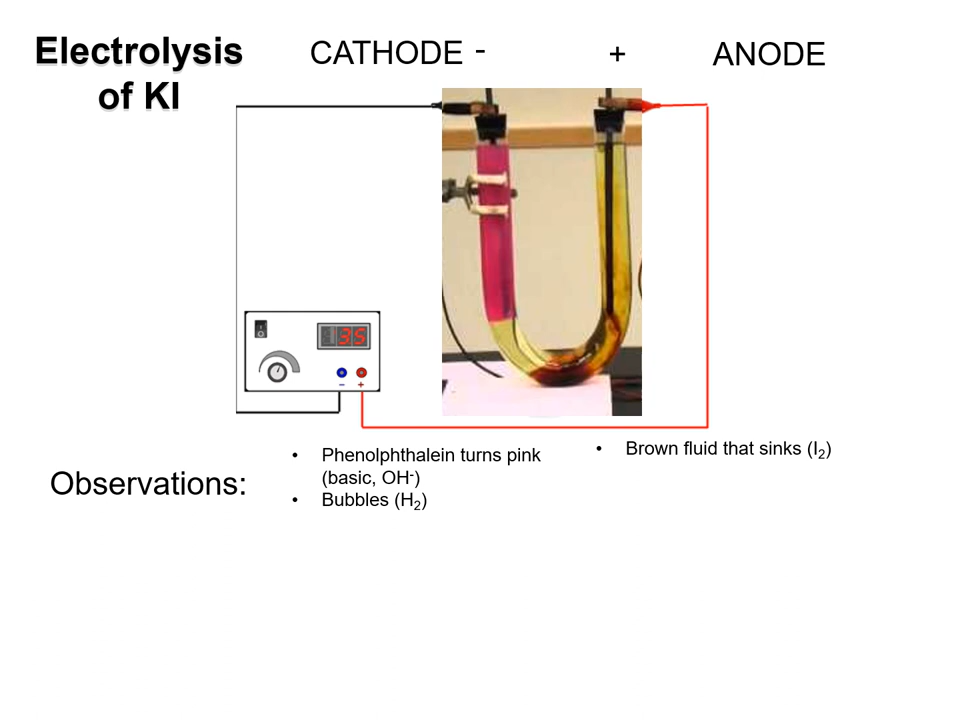 Electrolysis
of KI
CATHODE -
+
ANODE
35
-
+
Observations:
• Phenolphthalein turns pink
(basic, OH-)
• Bubbles (H2)
• Brown fluid that sinks (I2)